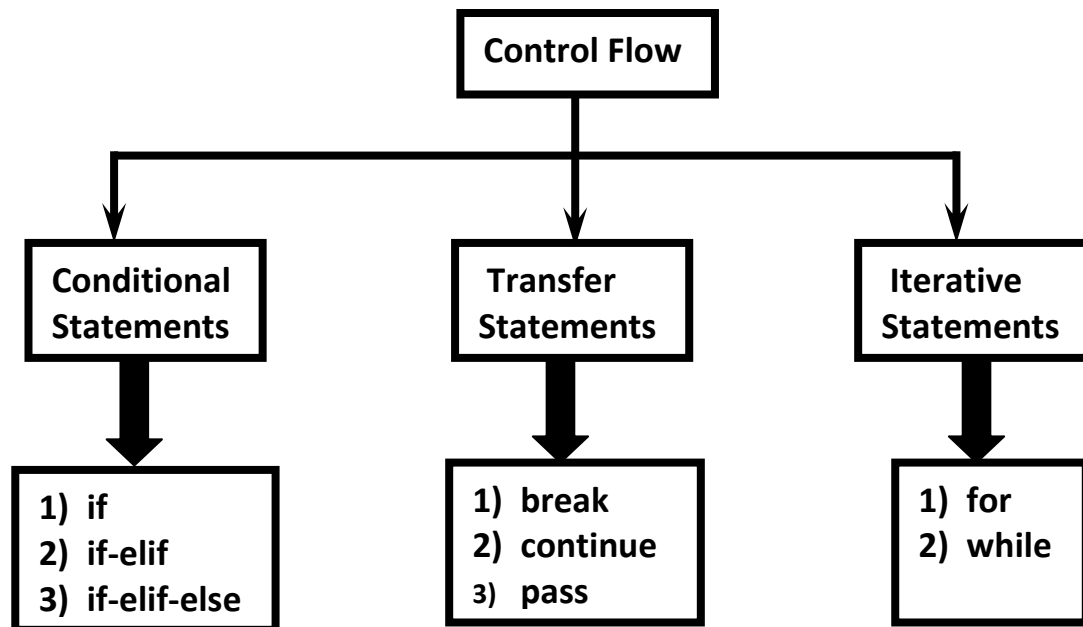 Control Flow
Conditional
Statements
Transfer
Statements
Iterative
Statements
1) if
2) if-elif
3) if-elif-else
1) break
2) continue
3) pass
1) for
2) while